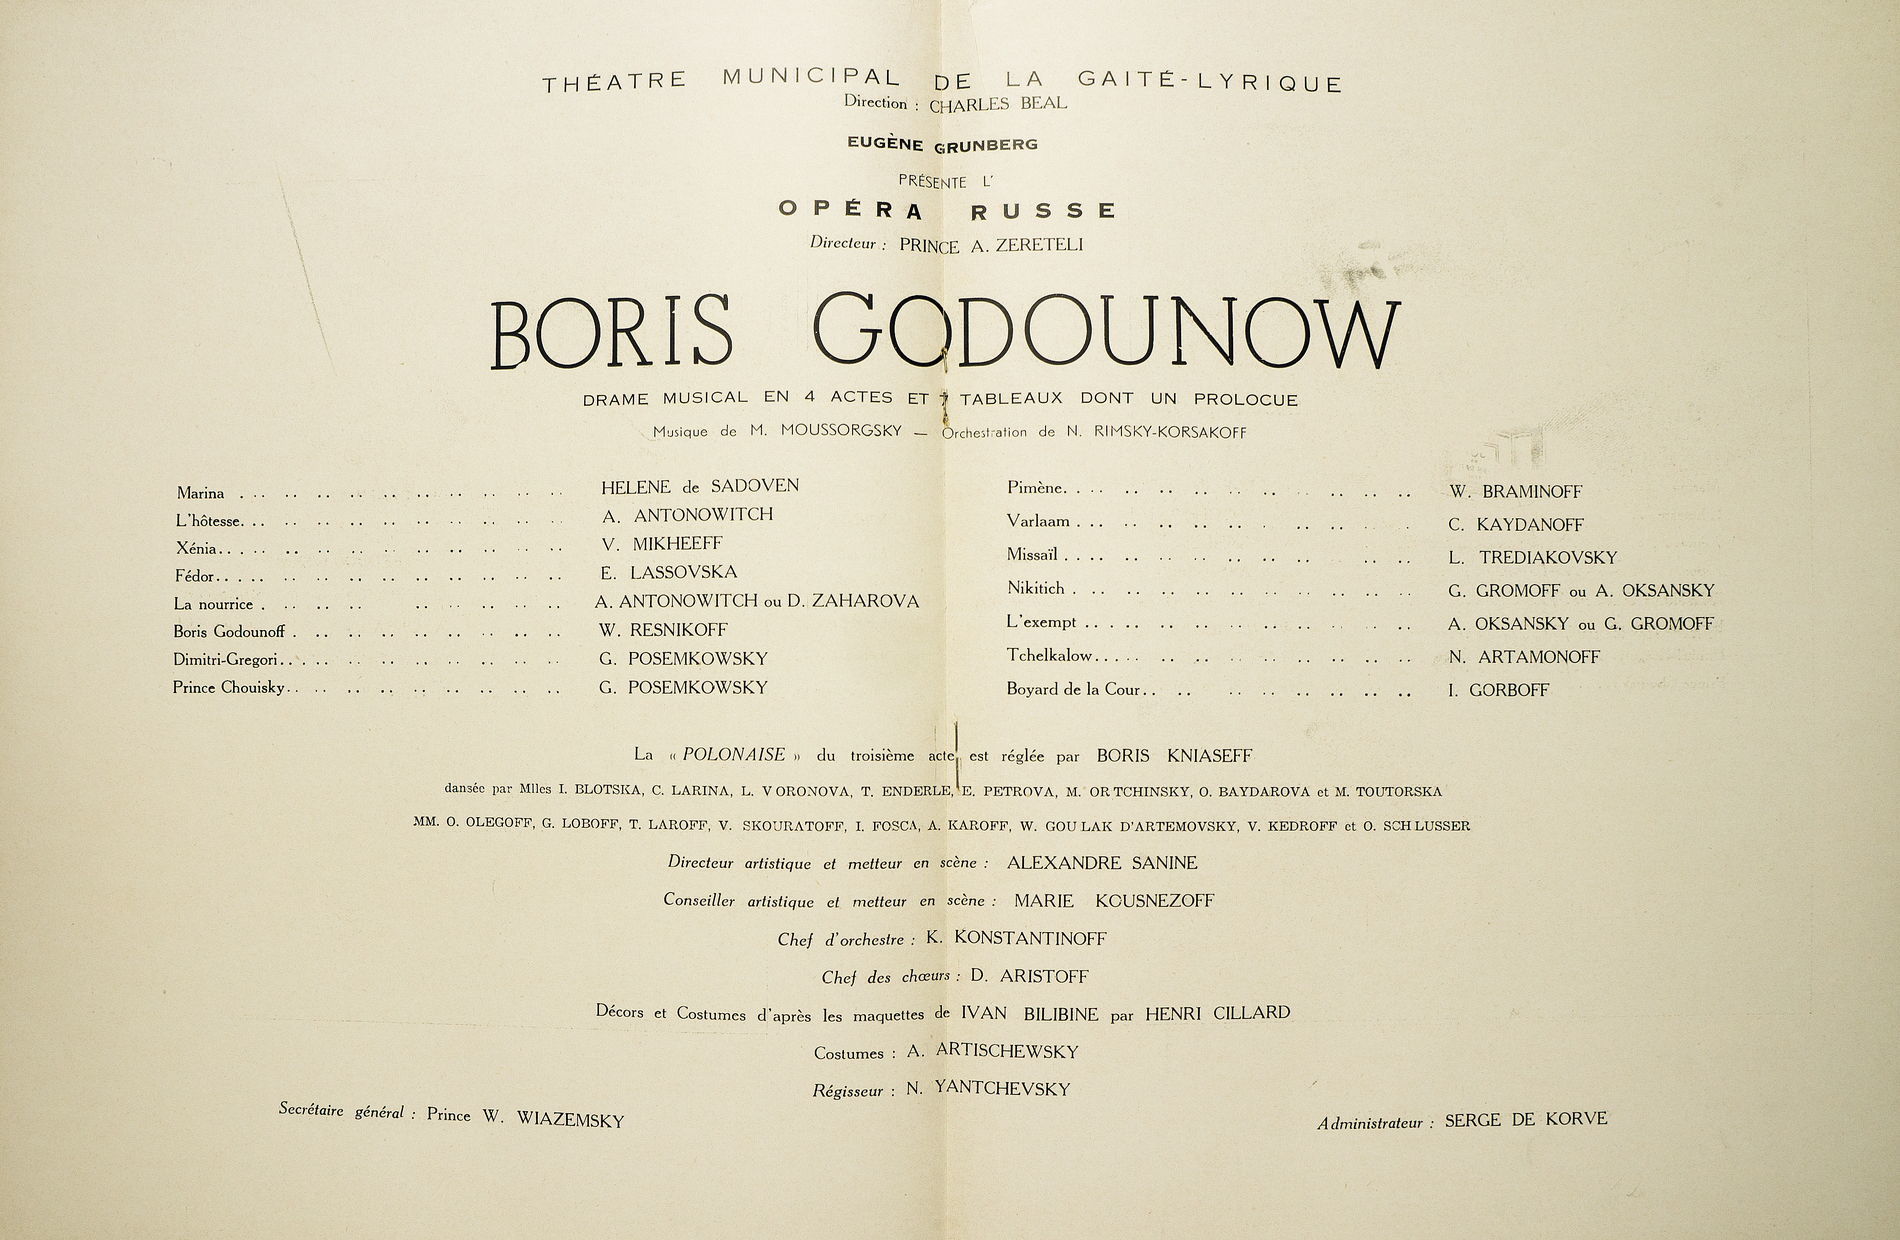 THÉATRE MUNICIPAL DE LA GAITÉ-LYRIQUE
Direction : CHARLES BEAL
EUGÈNE GRUNBERG
PRÉSENTE L'
OPÉRA RUSSE
Directeur : PRINCE A. ZERETELI
BORIS GODOUNOW
DRAME MUSICAL EN 4 ACTES ET TABLEAUX DONT UN PROLOCUE
Musique de M. MOUSSORGSKY — Orchestration de N. RIMSKY-KORSAKOFF
Marina HELENE de SADOVEN
L'hôtesse A. ANTONOWITCH
Xénia V. MIKHEEFF
Fédor E. LASSOVSKA
La nourrice A. ANTONOWITCH ou D. ZAHAROVA
Boris Godounoff W. RESNIKOFF
Dimitri-Gregori G. POSEMKOWSKY
Prince Chouisky G. POSEMKOWSKY
Pimène W. BRAMINOFF
Varlaam C. KAYDANOFF
Missaïl L. TREDIAKOVSKY
Nikitich G. GROMOFF ou A. OKSANSKY
L'exempt A. OKSANSKY ou G. GROMOFF
Tchelkalow N. ARTAMONOFF
Boyard de la Cour I. GORBOFF
La « POLONAISE » du troisième acte est réglée par BORIS KNIASEFF
dansée par Mlles I. BLOTSKA, C. LARINA, L. VORONOVA, T. ENDERLE, E. PETROVA, M. ORTCHINSKY, O. BAYDAROVA et M. TOUTORSKA
MM. O. OLEGOFF, G. LOBOFF, T. LAROFF, V. SKOURATOFF, I. FOSCA, A. KAROFF, W. GOULAK D'ARTEMOVSKY, V. KEDROFF et O. SCHLUSSER
Directeur artistique et metteur en scène : ALEXANDRE SANINE
Conseiller artistique et metteur en scène : MARIE KOUSNEZOFF
Chef d'orchestre : K. KONSTANTINOFF
Chef des chœurs : D. ARISTOFF
Décors et Costumes d'après les maquettes de IVAN BILIBINE par HENRI CILLARD
Costumes : A. ARTISCHEWSKY
Régisseur : N. YANTCHEVSKY
Secrétaire général : Prince W. WIAZEMSKY
Administrateur : SERGE DE KORVE